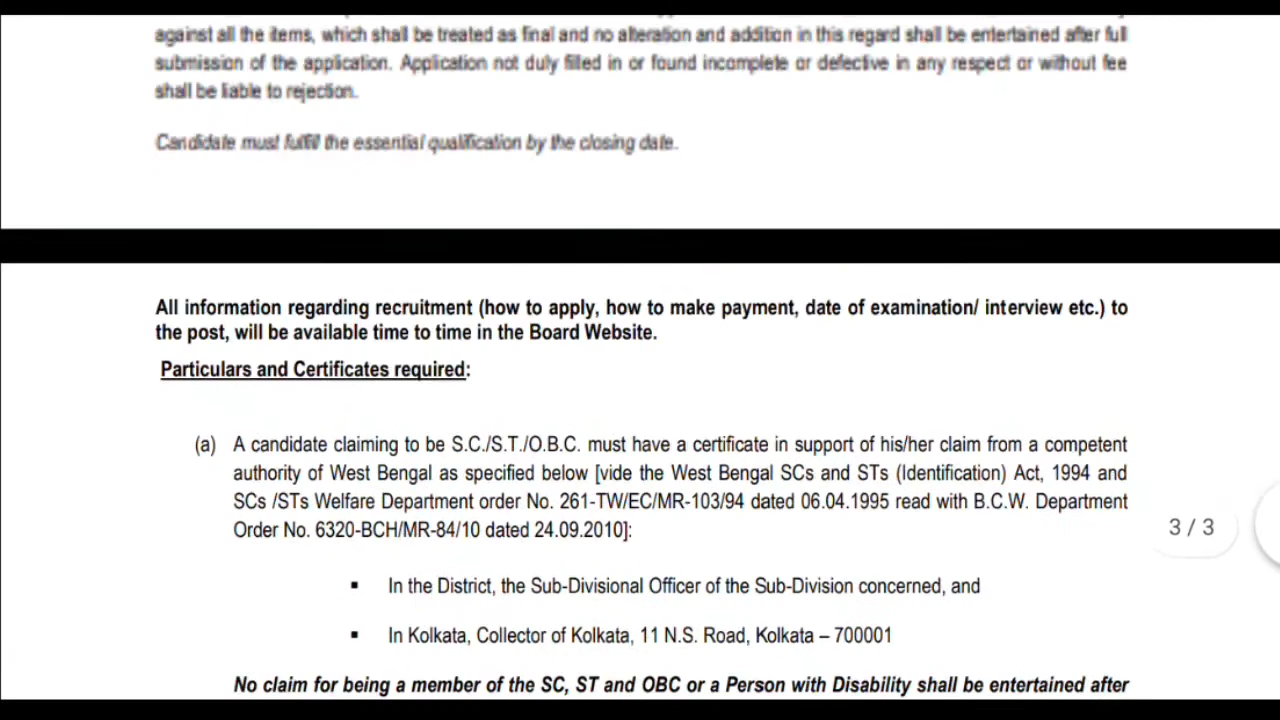 against all the items, which shall be treated as final and no alteration and addition in this regard shall be entertained after full
submission of the application. Application not duly filled in or found incomplete or defective in any respect or without fee
shall be liable to rejection.
Candidate must fulfill the essential qualification by the closing date.
All information regarding recruitment (how to apply, how to make payment, date of examination/ interview etc.) to
the post, will be available time to time in the Board Website.
Particulars and Certificates required:
(a) A candidate claiming to be S.C./S.T./O.B.C. must have a certificate in support of his/her claim from a competent
authority of West Bengal as specified below [vide the West Bengal SCs and STs (Identification) Act, 1994 and
SCs /STs Welfare Department order No. 261-TW/EC/MR-103/94 dated 06.04.1995 read with B.C.W. Department
Order No. 6320-BCH/MR-84/10 dated 24.09.2010]:
3 / 3
▪ In the District, the Sub-Divisional Officer of the Sub-Division concerned, and
▪ In Kolkata, Collector of Kolkata, 11 N.S. Road, Kolkata – 700001
No claim for being a member of the SC, ST and OBC or a Person with Disability shall be entertained after